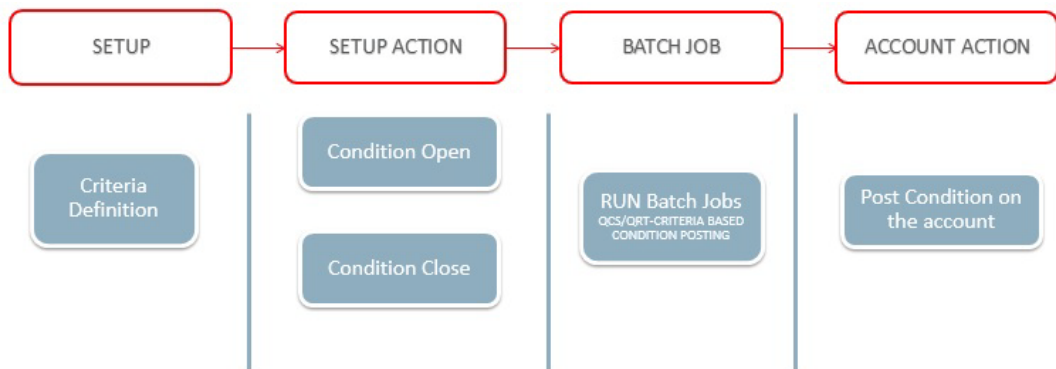 SETUP
SETUP ACTION
BATCH JOB
ACCOUNT ACTION
Criteria
Definition
Condition Open
Condition Close
RUN Batch Jobs
QCS/QRT-CRITERIA BASED
CONDITION POSTING
Post Condition on
the account